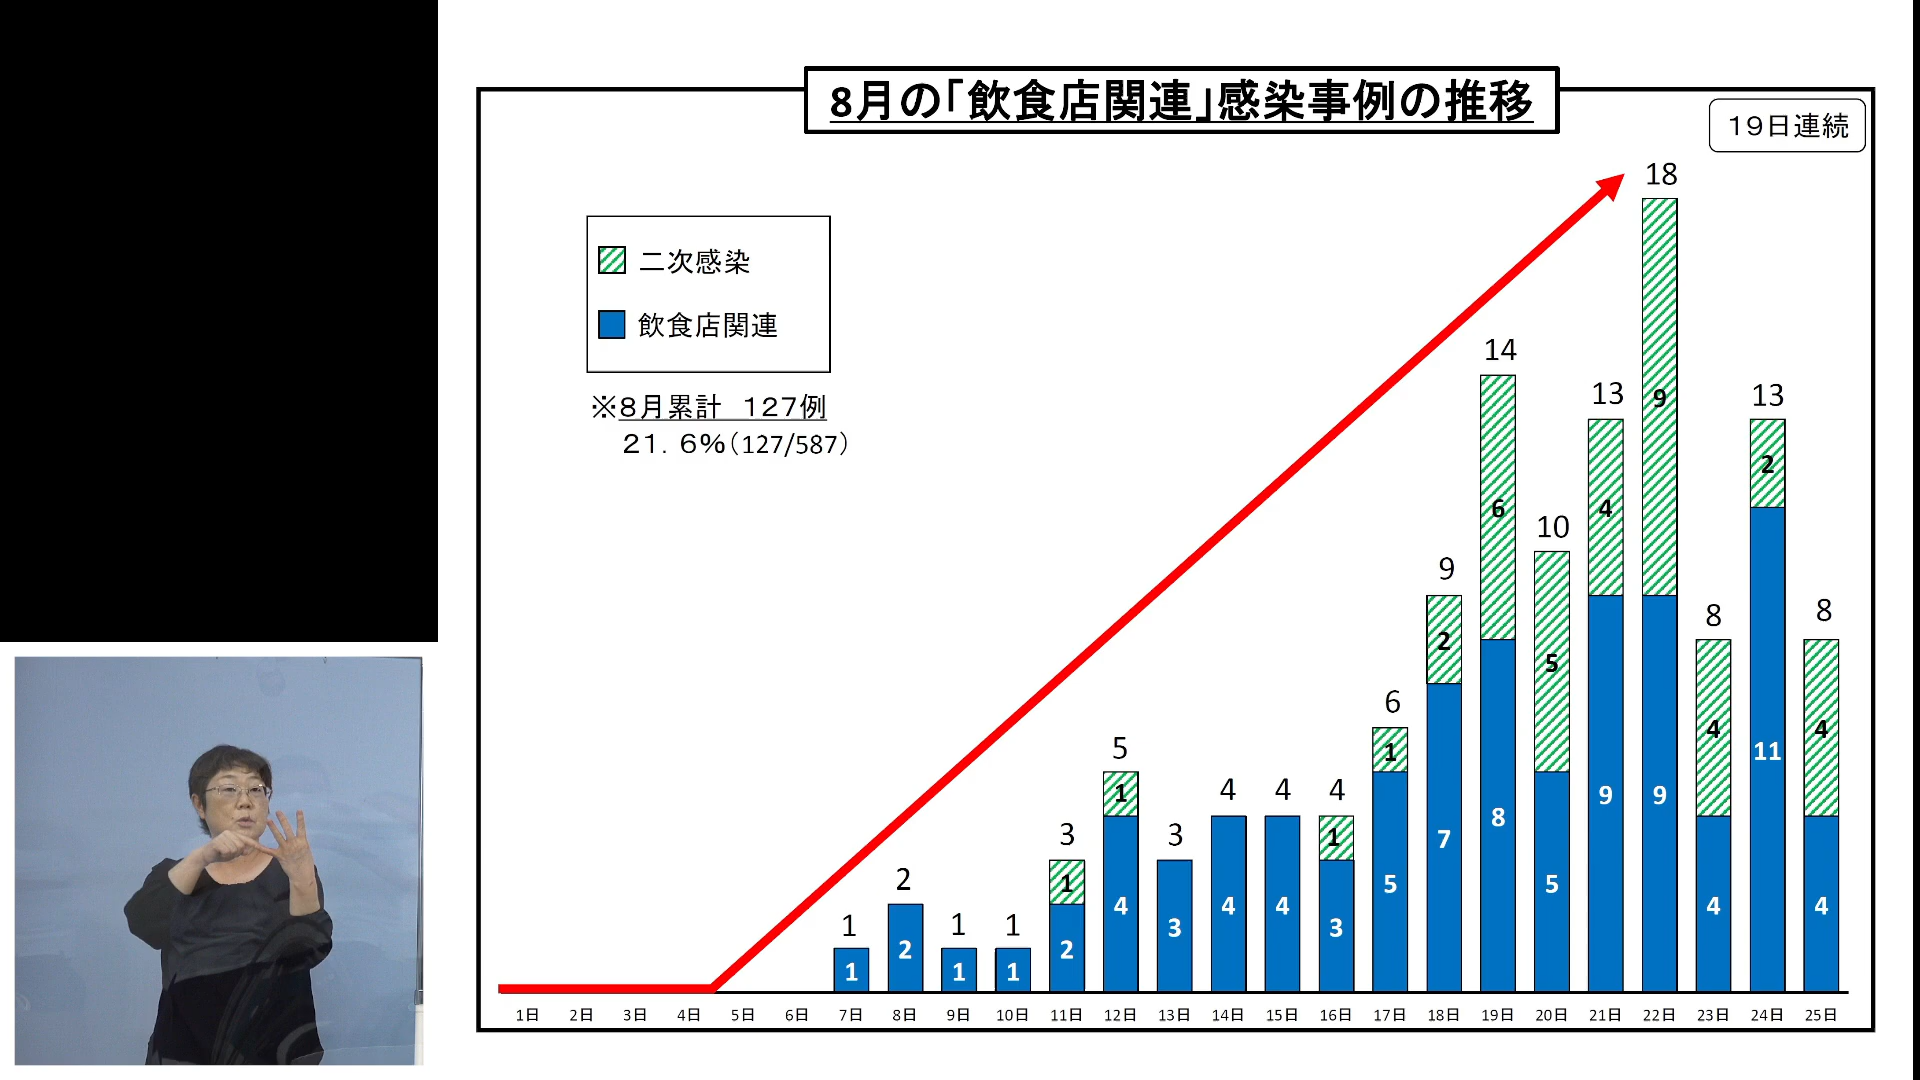 8月の「飲食店関連」感染事例の推移
１９日連続
二次感染
飲食店関連
※８月累計　１２７例
２１．６％（127/587）
1 2 1 1 3 5 3 4 4 4 6 9 14 10 13 18 8 13 8
1 1 1 1 2 6 5 4 9 4 2 4
1 2 1 1 2 4 3 4 4 3 5 7 8 5 9 9 4 11 4
1日 2日 3日 4日 5日 6日 7日 8日 9日 10日 11日 12日 13日 14日 15日 16日 17日 18日 19日 20日 21日 22日 23日 24日 25日